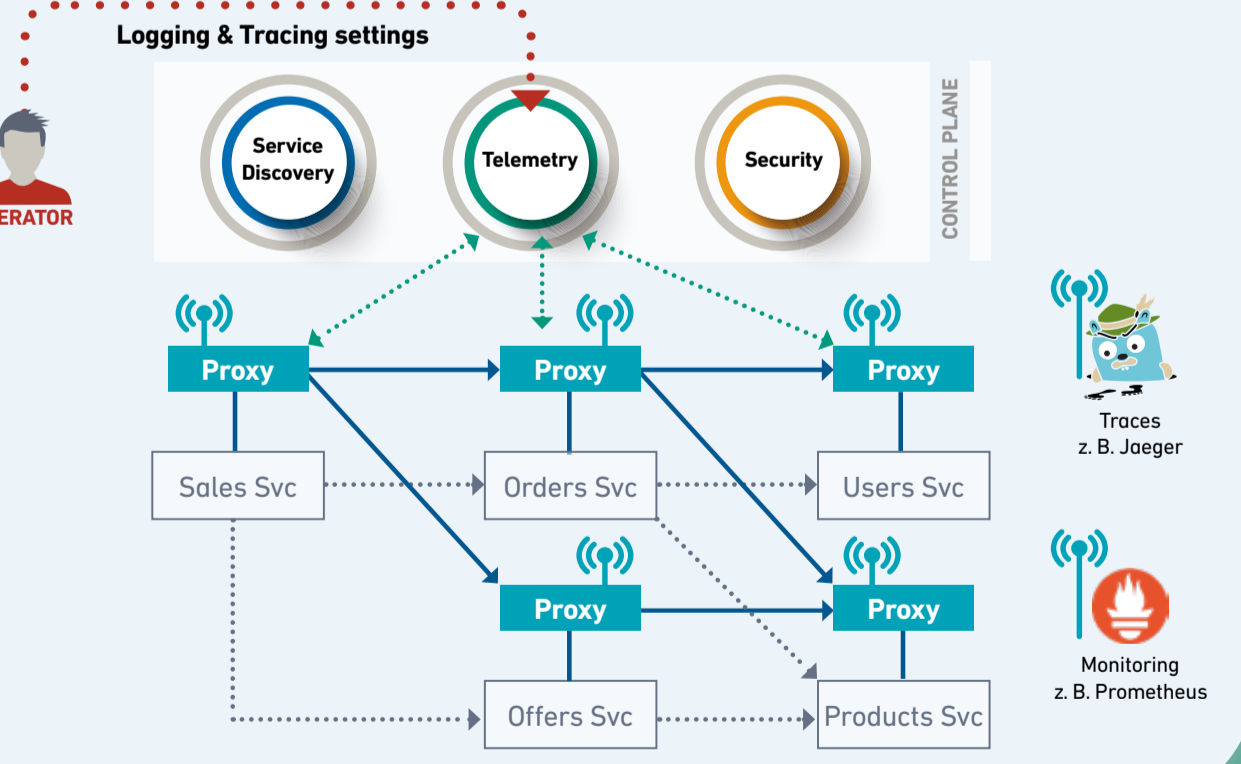 Logging & Tracing settings
Service
Discovery
Telemetry
Security
CONTROL PLANE
ERATOR
Proxy
Proxy
Proxy
Traces
z. B. Jaeger
Sales Svc
Orders Svc
Users Svc
Proxy
Proxy
Monitoring
z. B. Prometheus
Offers Svc
Products Svc